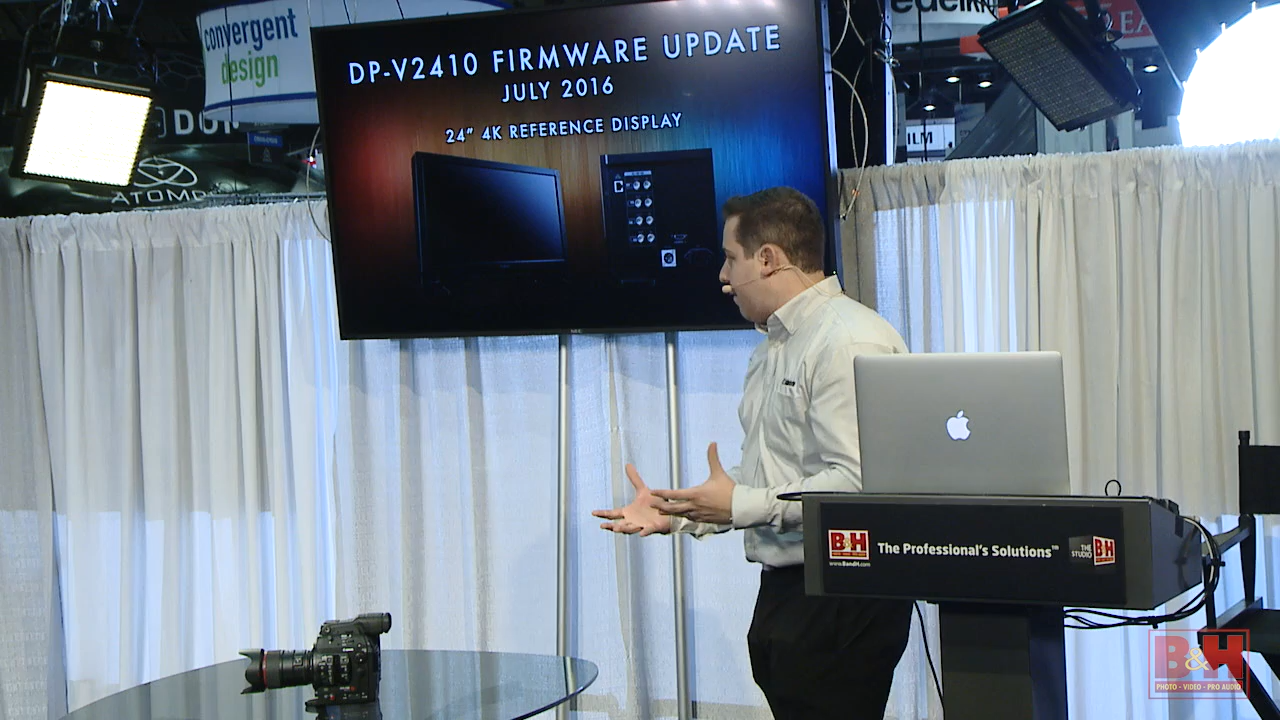 convergent
design
DP-V2410 FIRMWARE UPDATE
JULY 2016
24" 4K REFERENCE DISPLAY
NEC
B&H
www.BandH.com
The Professional's Solutions™
THE STUDIO B&H
B&H
PHOTO - VIDEO - PRO AUDIO